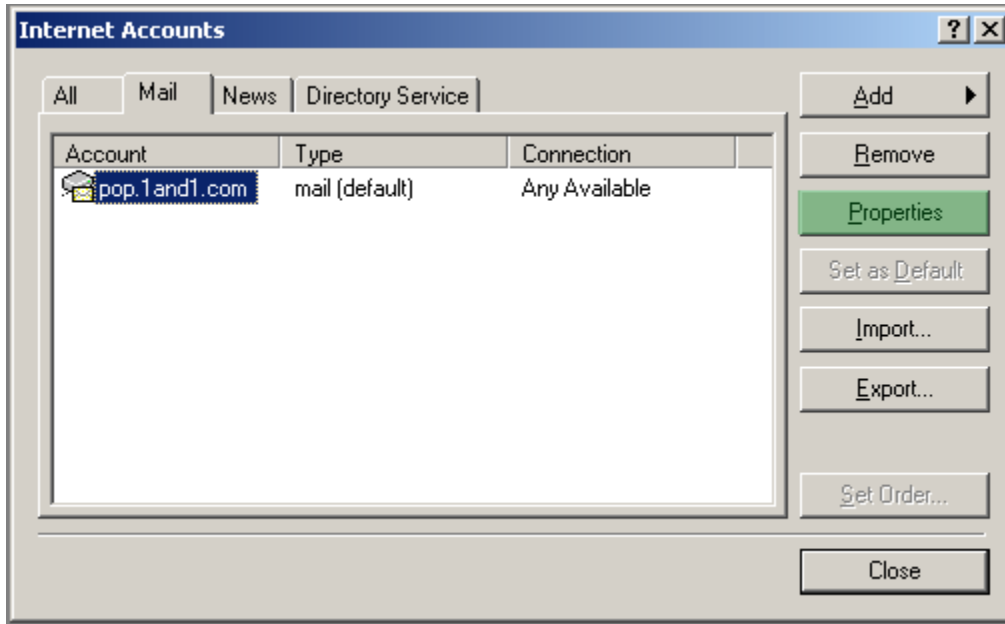 Internet Accounts
All Mail News Directory Service
Add
Account Type Connection
Remove
pop.1and1.com mail (default) Any Available
Properties
Set as Default
Import...
Export...
Set Order...
Close